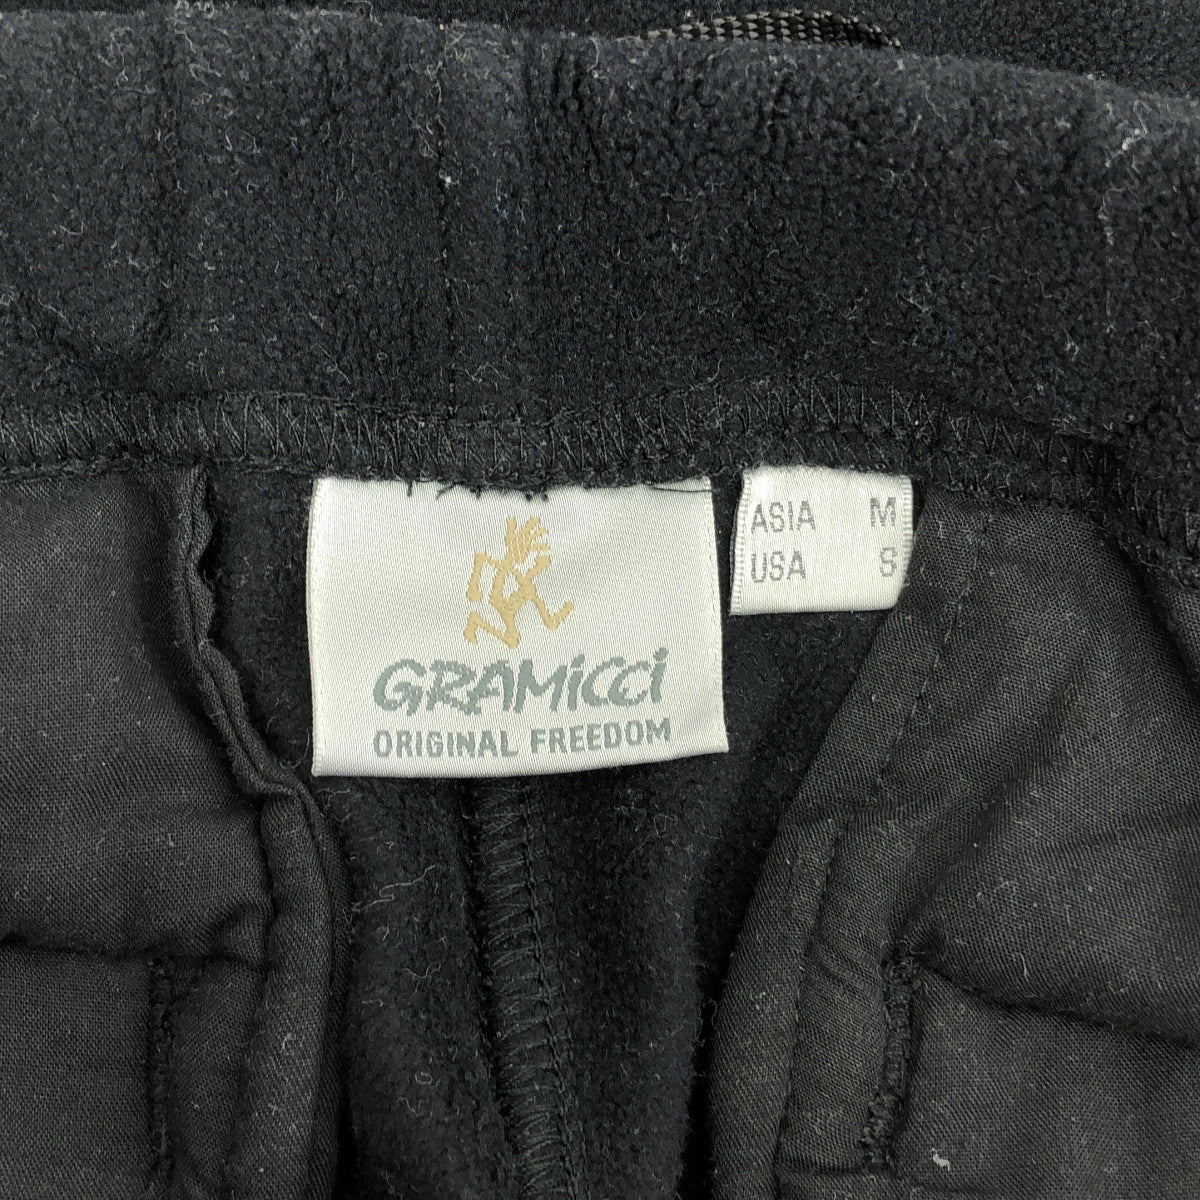 GRAMiCCi
ORIGINAL FREEDOM
ASIA M
USA S